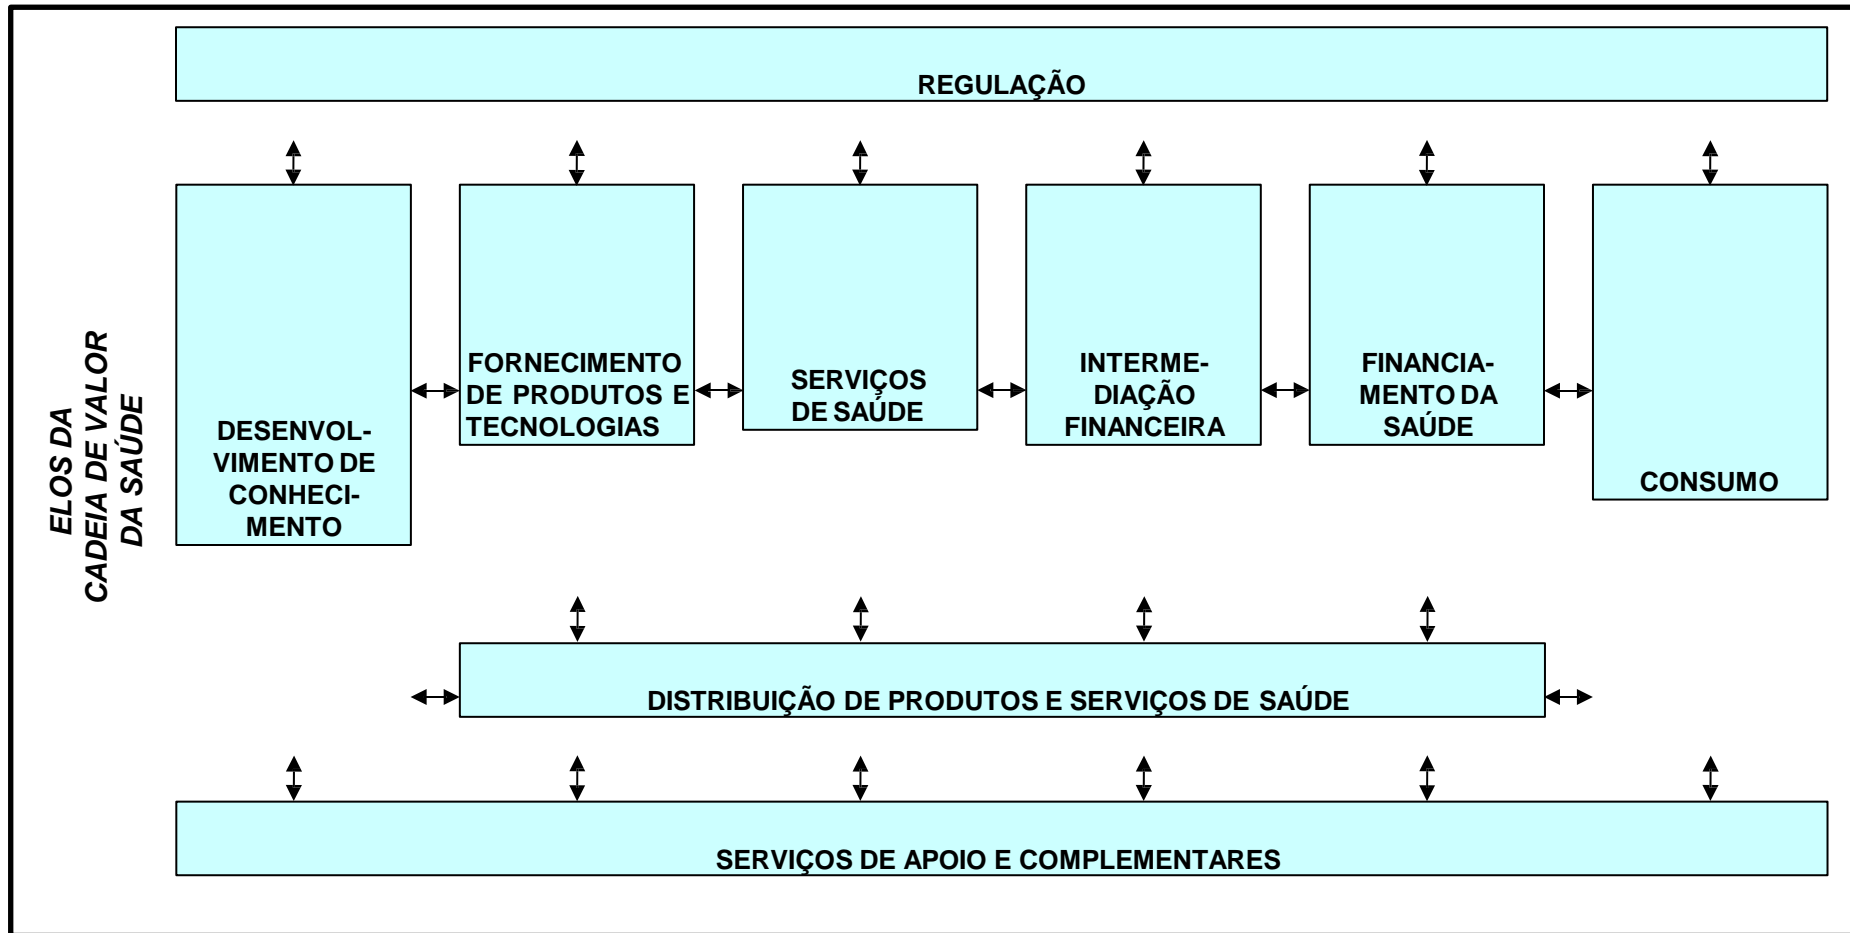 REGULAÇÃO
ELOS DA
CADEIA DE VALOR
DA SAÚDE
DESENVOL-
VIMENTO DE
CONHECI-
MENTO
FORNECIMENTO
DE PRODUTOS E
TECNOLOGIAS
SERVIÇOS
DE SAÚDE
INTERME-
DIAÇÃO
FINANCEIRA
FINANCIA-
MENTO DA
SAÚDE
CONSUMO
DISTRIBUIÇÃO DE PRODUTOS E SERVIÇOS DE SAÚDE
SERVIÇOS DE APOIO E COMPLEMENTARES